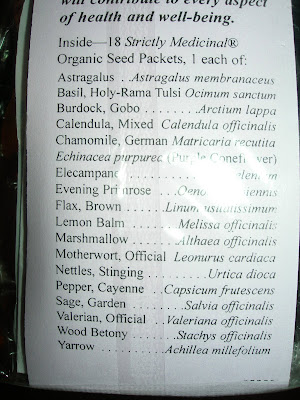 will contribute to every aspect
of health and well-being.
Inside—18 Strictly Medicinal®
Organic Seed Packets, 1 each of:
Astragalus . .Astragalus membranaceus
Basil, Holy-Rama Tulsi Ocimum sanctum
Burdock, Gobo . . . . . . . .Arctium lappa
Calendula, Mixed Calendula officinalis
Chamomile, German Matricaria recutita
Echinacea purpurea
Elecampane
Evening Primrose
Flax, Brown . . . . . .Linum usitatissimum
Lemon Balm . . . . . . .Melissa officinalis
Marshmallow . . . . . . .Althaea officinalis
Motherwort, Official Leonurus cardiaca
Nettles, Stinging . . . . . . . .Urtica dioca
Pepper, Cayenne . .Capsicum frutescens
Sage, Garden . . . . . . . .Salvia officinalis
Valerian, Official . .Valeriana officinalis
Wood Betony . . . . . .Stachys officinalis
Yarrow . . . . . . . . .Achillea millefolium